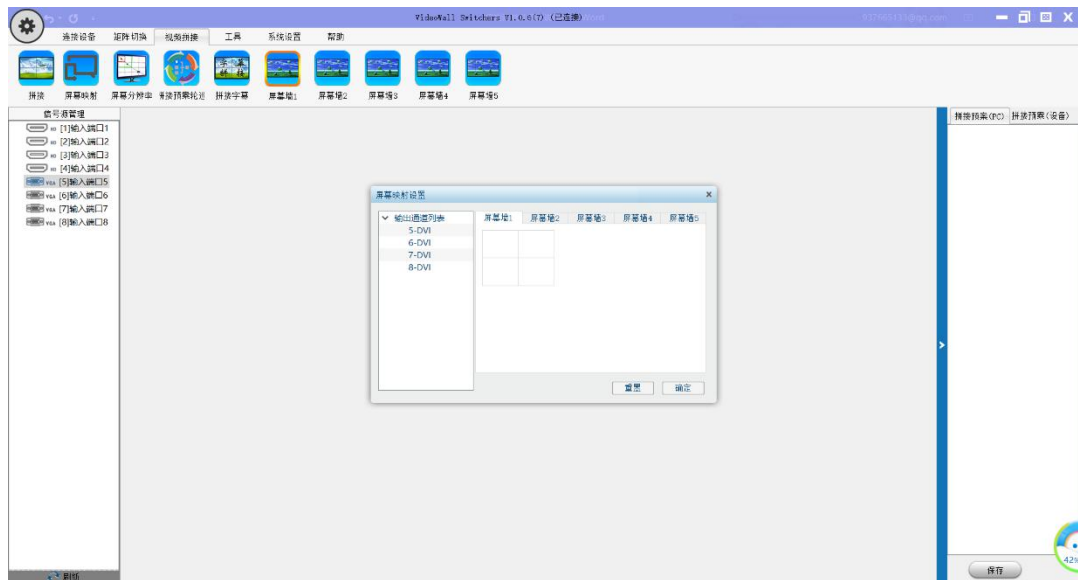 VideoWall Switchers V1.0.6(7) (已连接)
连接设备 矩阵切换 视频拼接 工具 系统设置 帮助
拼接 屏幕映射 屏幕分辨率 拼接预案轮巡 拼接字幕 屏幕墙1 屏幕墙2 屏幕墙3 屏幕墙4 屏幕墙5
信号源管理
[1]输入端口1
[2]输入端口2
[3]输入端口3
[4]输入端口4
VGA [5]输入端口5
VGA [6]输入端口6
VGA [7]输入端口7
VGA [8]输入端口8
刷新
屏幕映射设置
输出通道列表
5-DVI
6-DVI
7-DVI
8-DVI
屏幕墙1 屏幕墙2 屏幕墙3 屏幕墙4 屏幕墙5
重置 确定
拼接预案(PC) 拼接预案(设备)
保存
42%